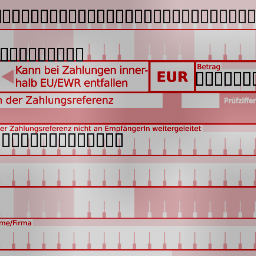 Kann bei Zahlungen inner-
halb EU/EWR entfallen
EUR
Betrag
der Zahlungsreferenz
Prüfziffer
Zahlungsreferenz nicht an EmpfängerIn weitergeleitet
me/Firma